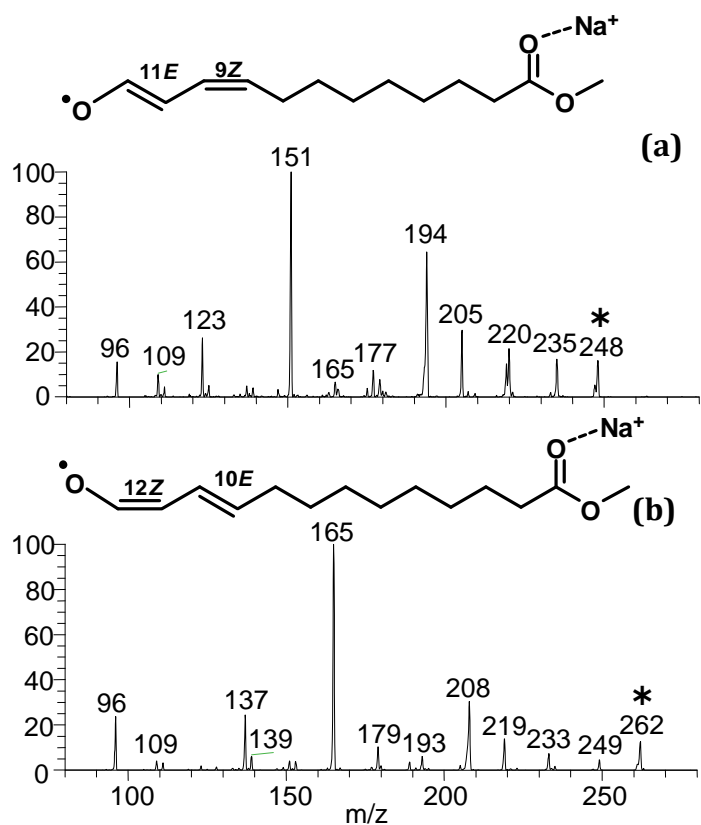 O Na⁺
11E 9Z
•O O
(a)
100 151
80 194
60
40 123 205
20 96 109 165 177 220 235 248 *
0
O Na⁺
•O 12Z 10E
O (b)
100 165
80
60
40 208 *
20 96 109 137 139 179 193 219 233 249 262
0
100 150 200 250
m/z